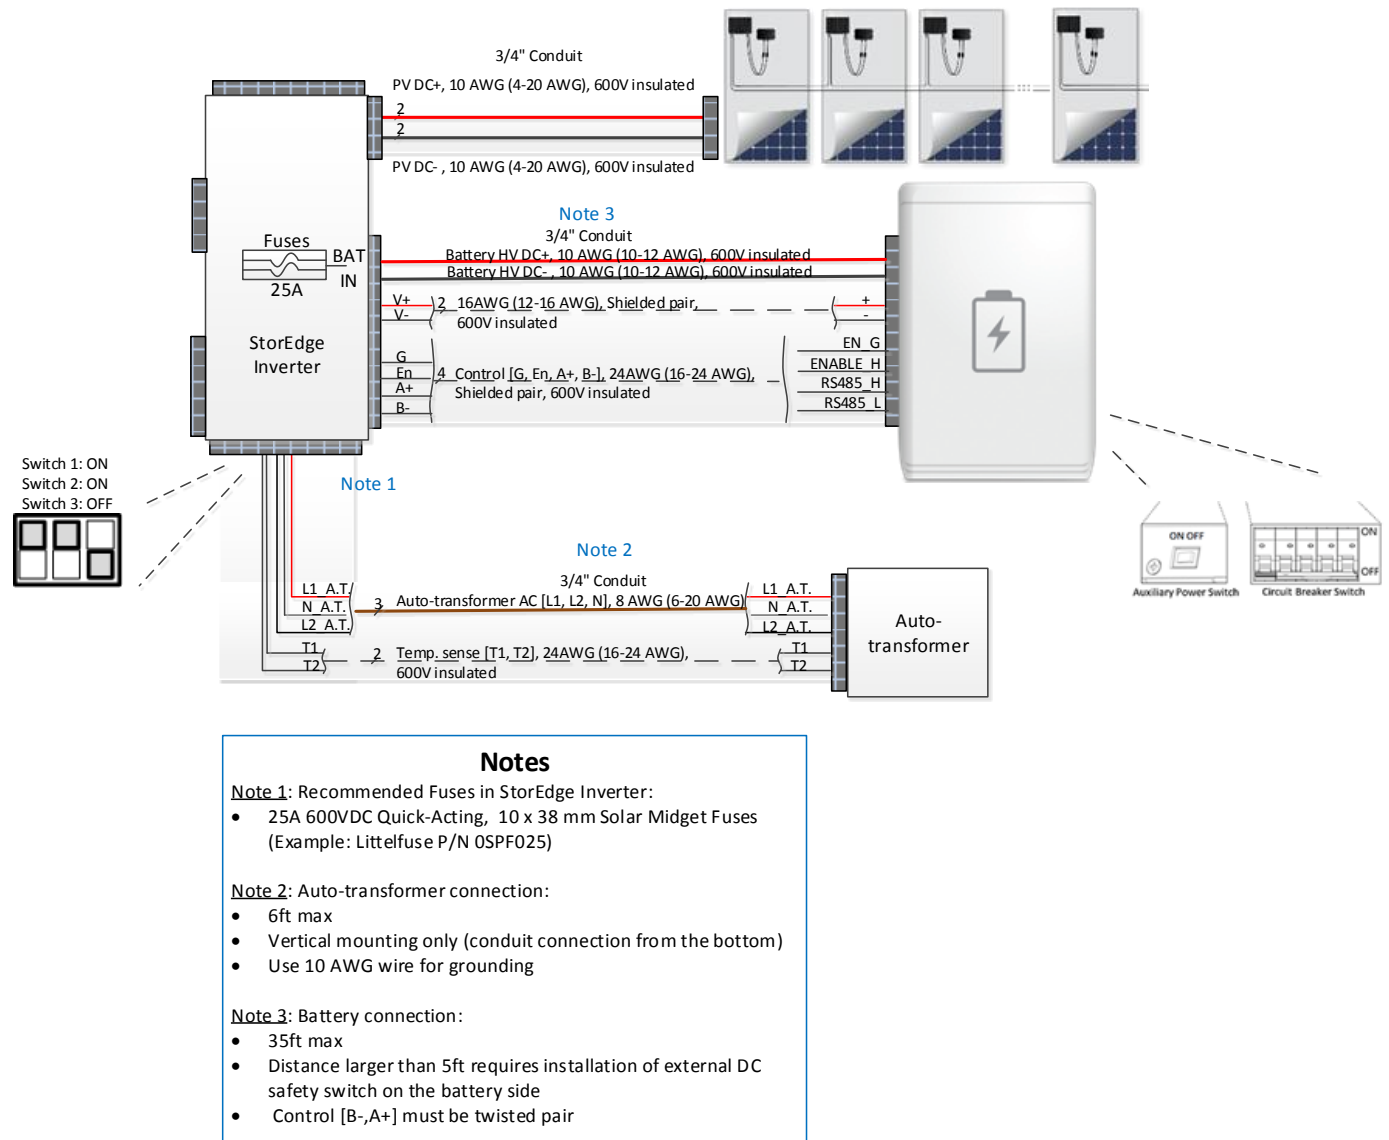 3/4" Conduit
PV DC+, 10 AWG (4-20 AWG), 600V insulated
2
2
PV DC- , 10 AWG (4-20 AWG), 600V insulated
Note 3
3/4" Conduit
Battery HV DC+, 10 AWG (10-12 AWG), 600V insulated
Battery HV DC- , 10 AWG (10-12 AWG), 600V insulated
Fuses
25A
BAT
IN
StorEdge
Inverter
V+
V-
2 16AWG (12-16 AWG), Shielded pair,
600V insulated
+
-
G
En
A+
B-
4 Control [G, En, A+, B-], 24AWG (16-24 AWG),
Shielded pair, 600V insulated
EN_G
ENABLE_H
RS485_H
RS485_L
Switch 1: ON
Switch 2: ON
Switch 3: OFF
Note 1
ON OFF
Auxiliary Power Switch
ON
OFF
Circuit Breaker Switch
Note 2
3/4" Conduit
L1_A.T.
N_A.T.
L2_A.T.
3 Auto-transformer AC [L1, L2, N], 8 AWG (6-20 AWG)
L1_A.T.
N_A.T.
L2_A.T.
T1
T2
2 Temp. sense [T1, T2], 24AWG (16-24 AWG),
600V insulated
T1
T2
Auto-
transformer
Notes
Note 1: Recommended Fuses in StorEdge Inverter:
• 25A 600VDC Quick-Acting, 10 x 38 mm Solar Midget Fuses
(Example: Littelfuse P/N 0SPF025)
Note 2: Auto-transformer connection:
• 6ft max
• Vertical mounting only (conduit connection from the bottom)
• Use 10 AWG wire for grounding
Note 3: Battery connection:
• 35ft max
• Distance larger than 5ft requires installation of external DC
safety switch on the battery side
• Control [B-,A+] must be twisted pair